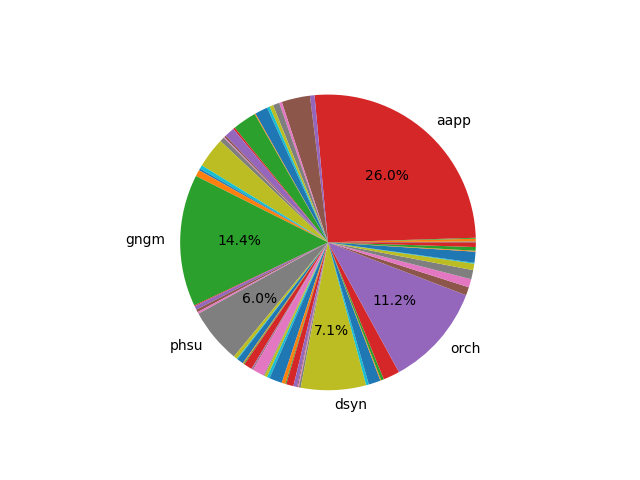 aapp
26.0%
gngm
14.4%
phsu
6.0%
dsyn
7.1%
orch
11.2%